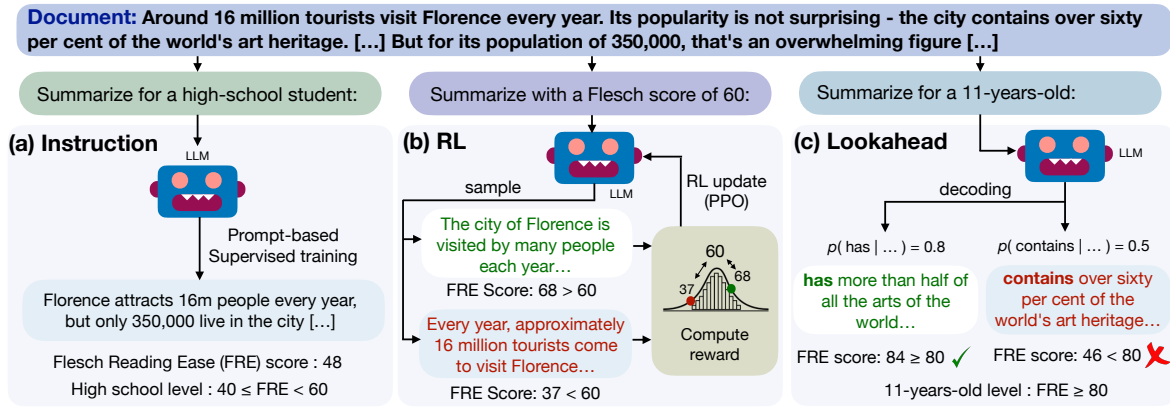 Document: Around 16 million tourists visit Florence every year. Its popularity is not surprising - the city contains over sixty
per cent of the world's art heritage. [...] But for its population of 350,000, that's an overwhelming figure [...]
Summarize for a high-school student:
(a) Instruction
LLM
Prompt-based
Supervised training
Florence attracts 16m people every year,
but only 350,000 live in the city [...]
Flesch Reading Ease (FRE) score : 48
High school level : 40 ≤ FRE < 60
Summarize with a Flesch score of 60:
(b) RL
LLM
sample
RL update
(PPO)
The city of Florence is
visited by many people
each year...
FRE Score: 68 > 60
Every year, approximately
16 million tourists come
to visit Florence...
FRE Score: 37 < 60
60
37
68
Compute
reward
Summarize for a 11-years-old:
(c) Lookahead
LLM
decoding
p( has | ... ) = 0.8
has more than half of
all the arts of the
world...
FRE score: 84 ≥ 80
p( contains | ... ) = 0.5
contains over sixty
per cent of the
world's art heritage...
FRE score: 46 < 80
11-years-old level : FRE ≥ 80